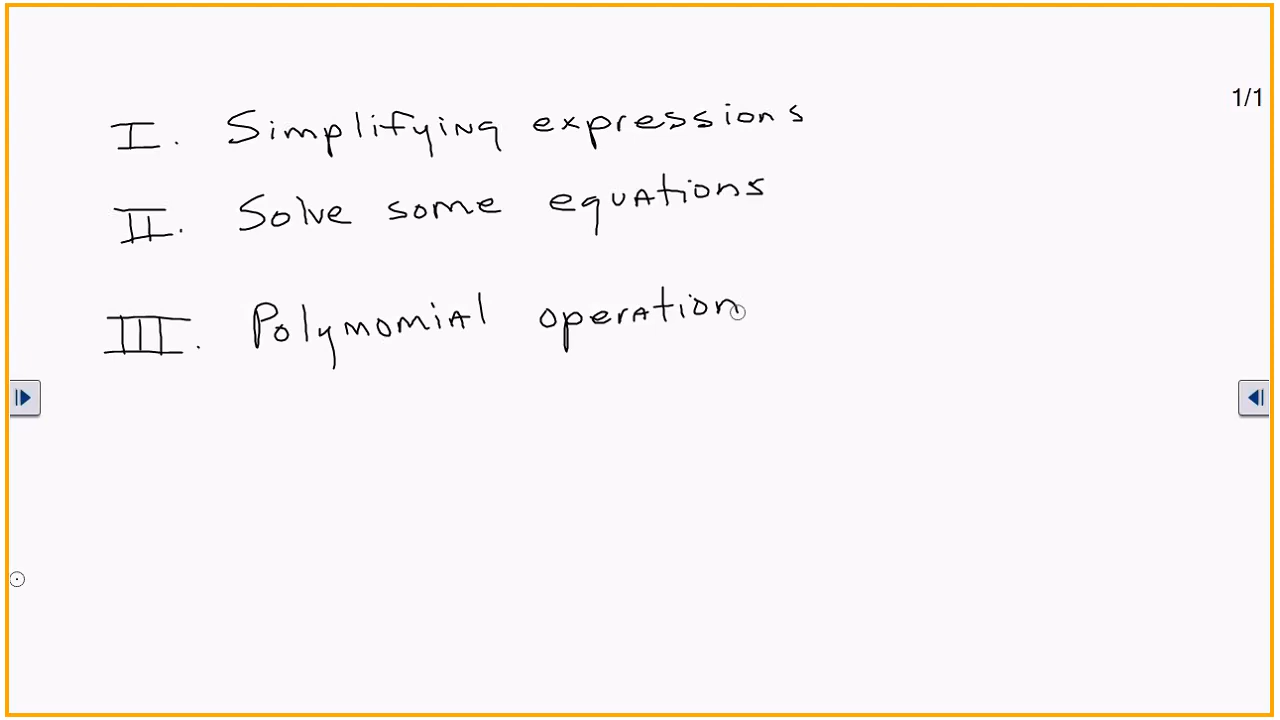 1/1
I. Simplifying expressions
II. Solve some equations
III. Polymomial operation